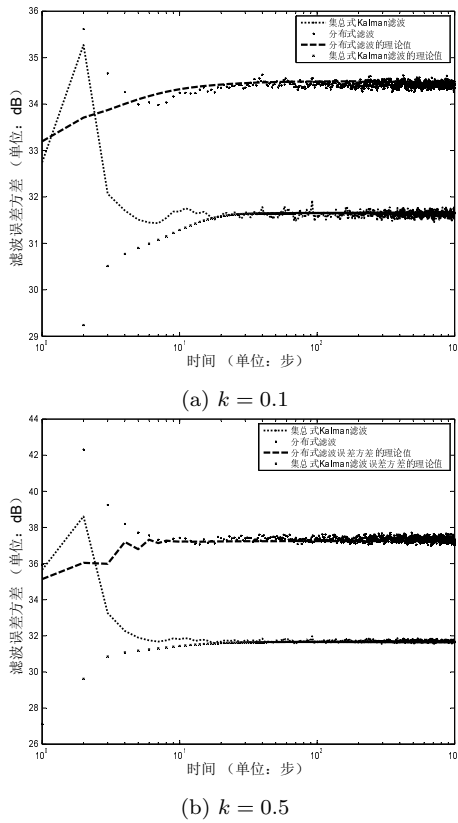 36
35
34
33
32
31
30
29
滤波误差方差 (单位: dB)
集总式Kalman滤波
分布式滤波
分布式滤波的理论值
集总式Kalman滤波的理论值
10⁰
10¹
10²
10
时间 (单位: 步)
(a) k = 0.1
44
42
40
38
36
34
32
30
28
26
滤波误差方差 (单位: dB)
集总式Kalman滤波
分布式滤波
分布式滤波误差方差的理论值
集总式Kalman滤波误差方差的理论值
10⁰
10¹
10²
10
时间 (单位: 步)
(b) k = 0.5